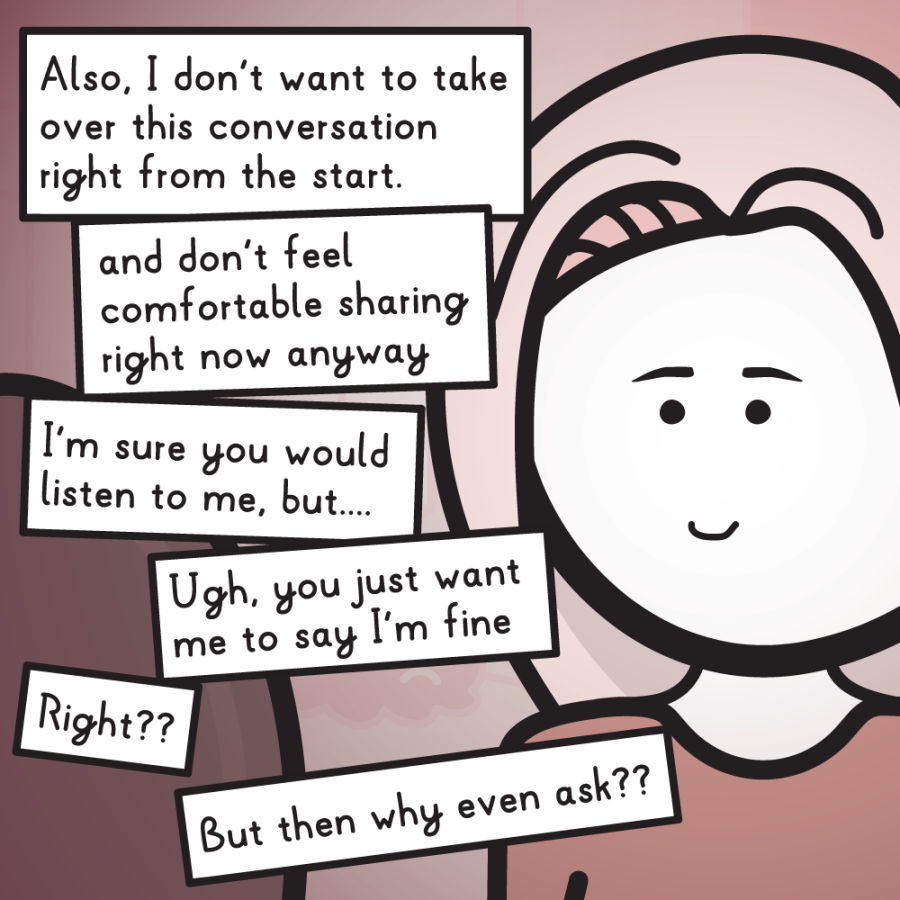 Also, I don't want to take
over this conversation
right from the start.
and don't feel
comfortable sharing
right now anyway
I'm sure you would
listen to me, but....
Ugh, you just want
me to say I'm fine
Right??
But then why even ask??